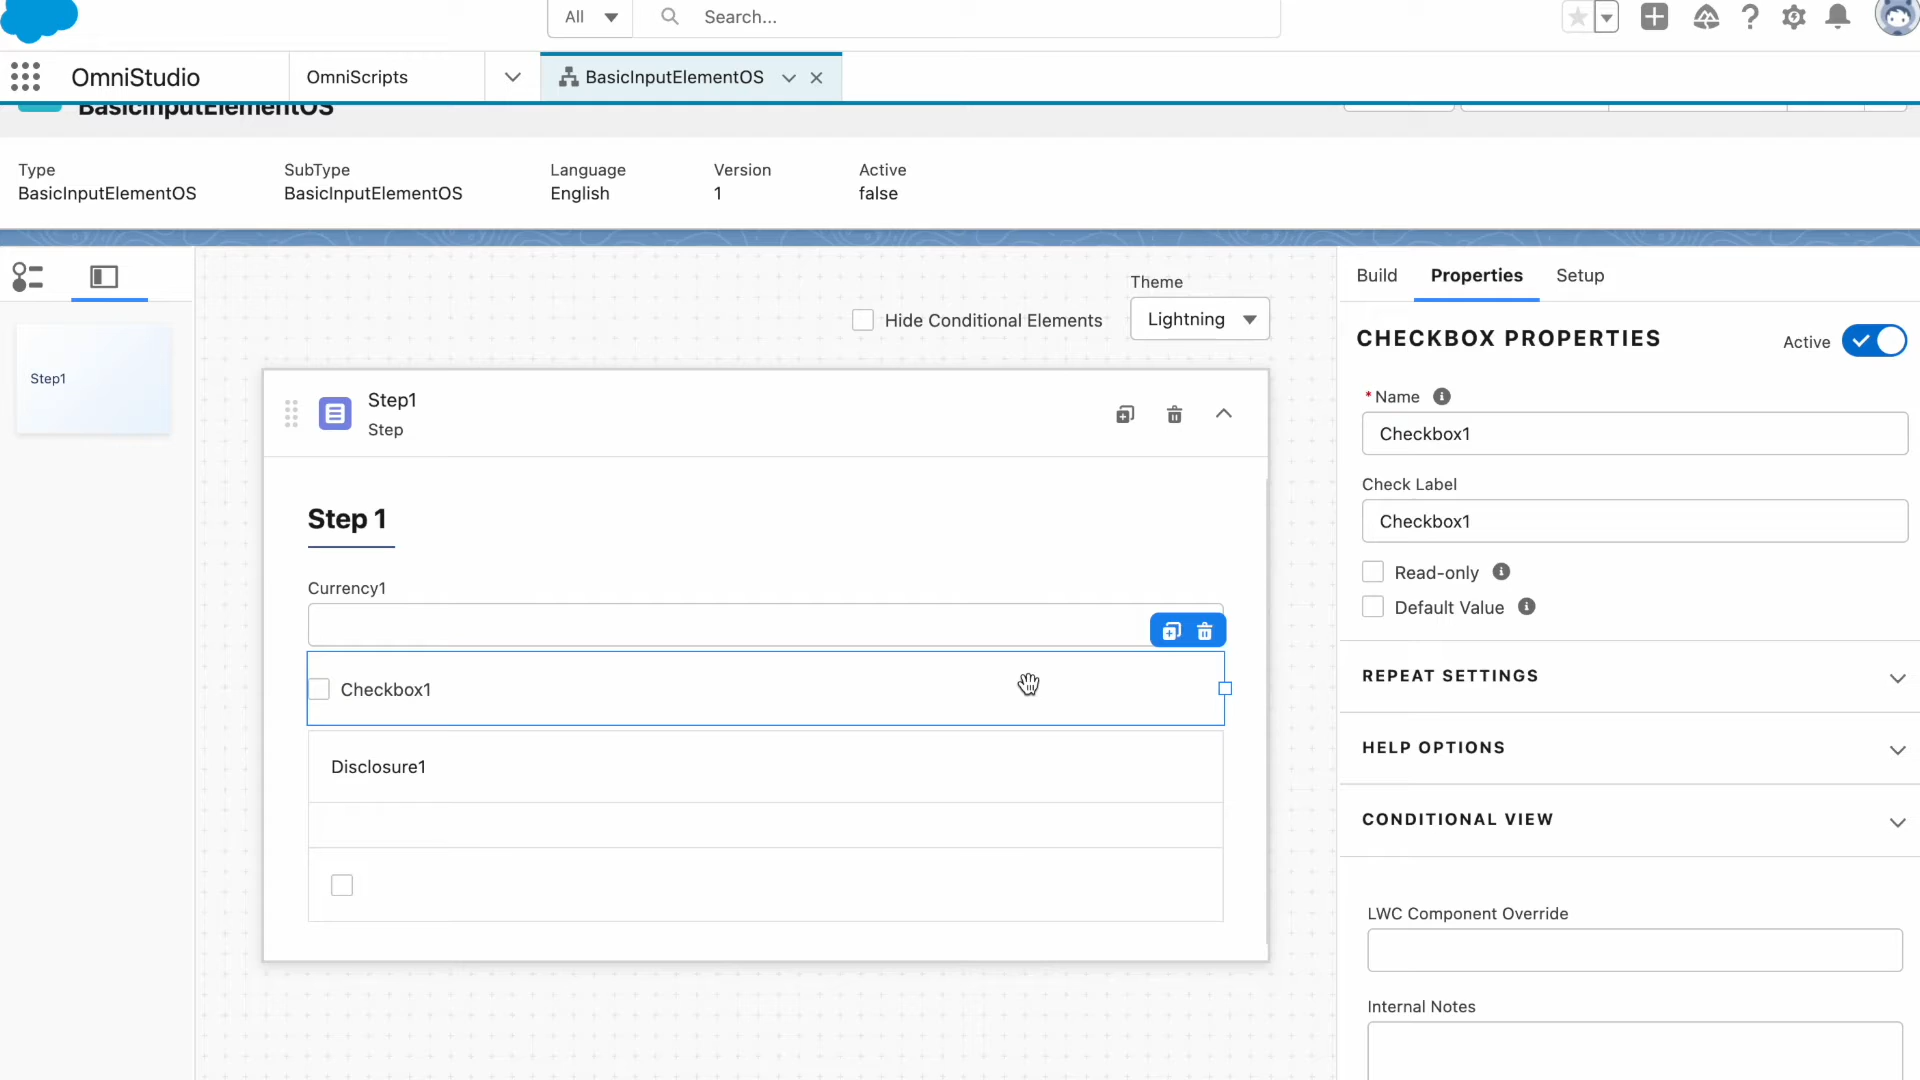 All
Search...
OmniStudio
OmniScripts
BasicInputElementOS
BasicInputElementOS
Type
BasicInputElementOS
SubType
BasicInputElementOS
Language
English
Version
1
Active
false
Step1
Hide Conditional Elements
Theme
Lightning
Step1
Step
Step 1
Currency1
Checkbox1
Disclosure1
Build
Properties
Setup
CHECKBOX PROPERTIES
Active
*Name
Checkbox1
Check Label
Checkbox1
Read-only
Default Value
REPEAT SETTINGS
HELP OPTIONS
CONDITIONAL VIEW
LWC Component Override
Internal Notes